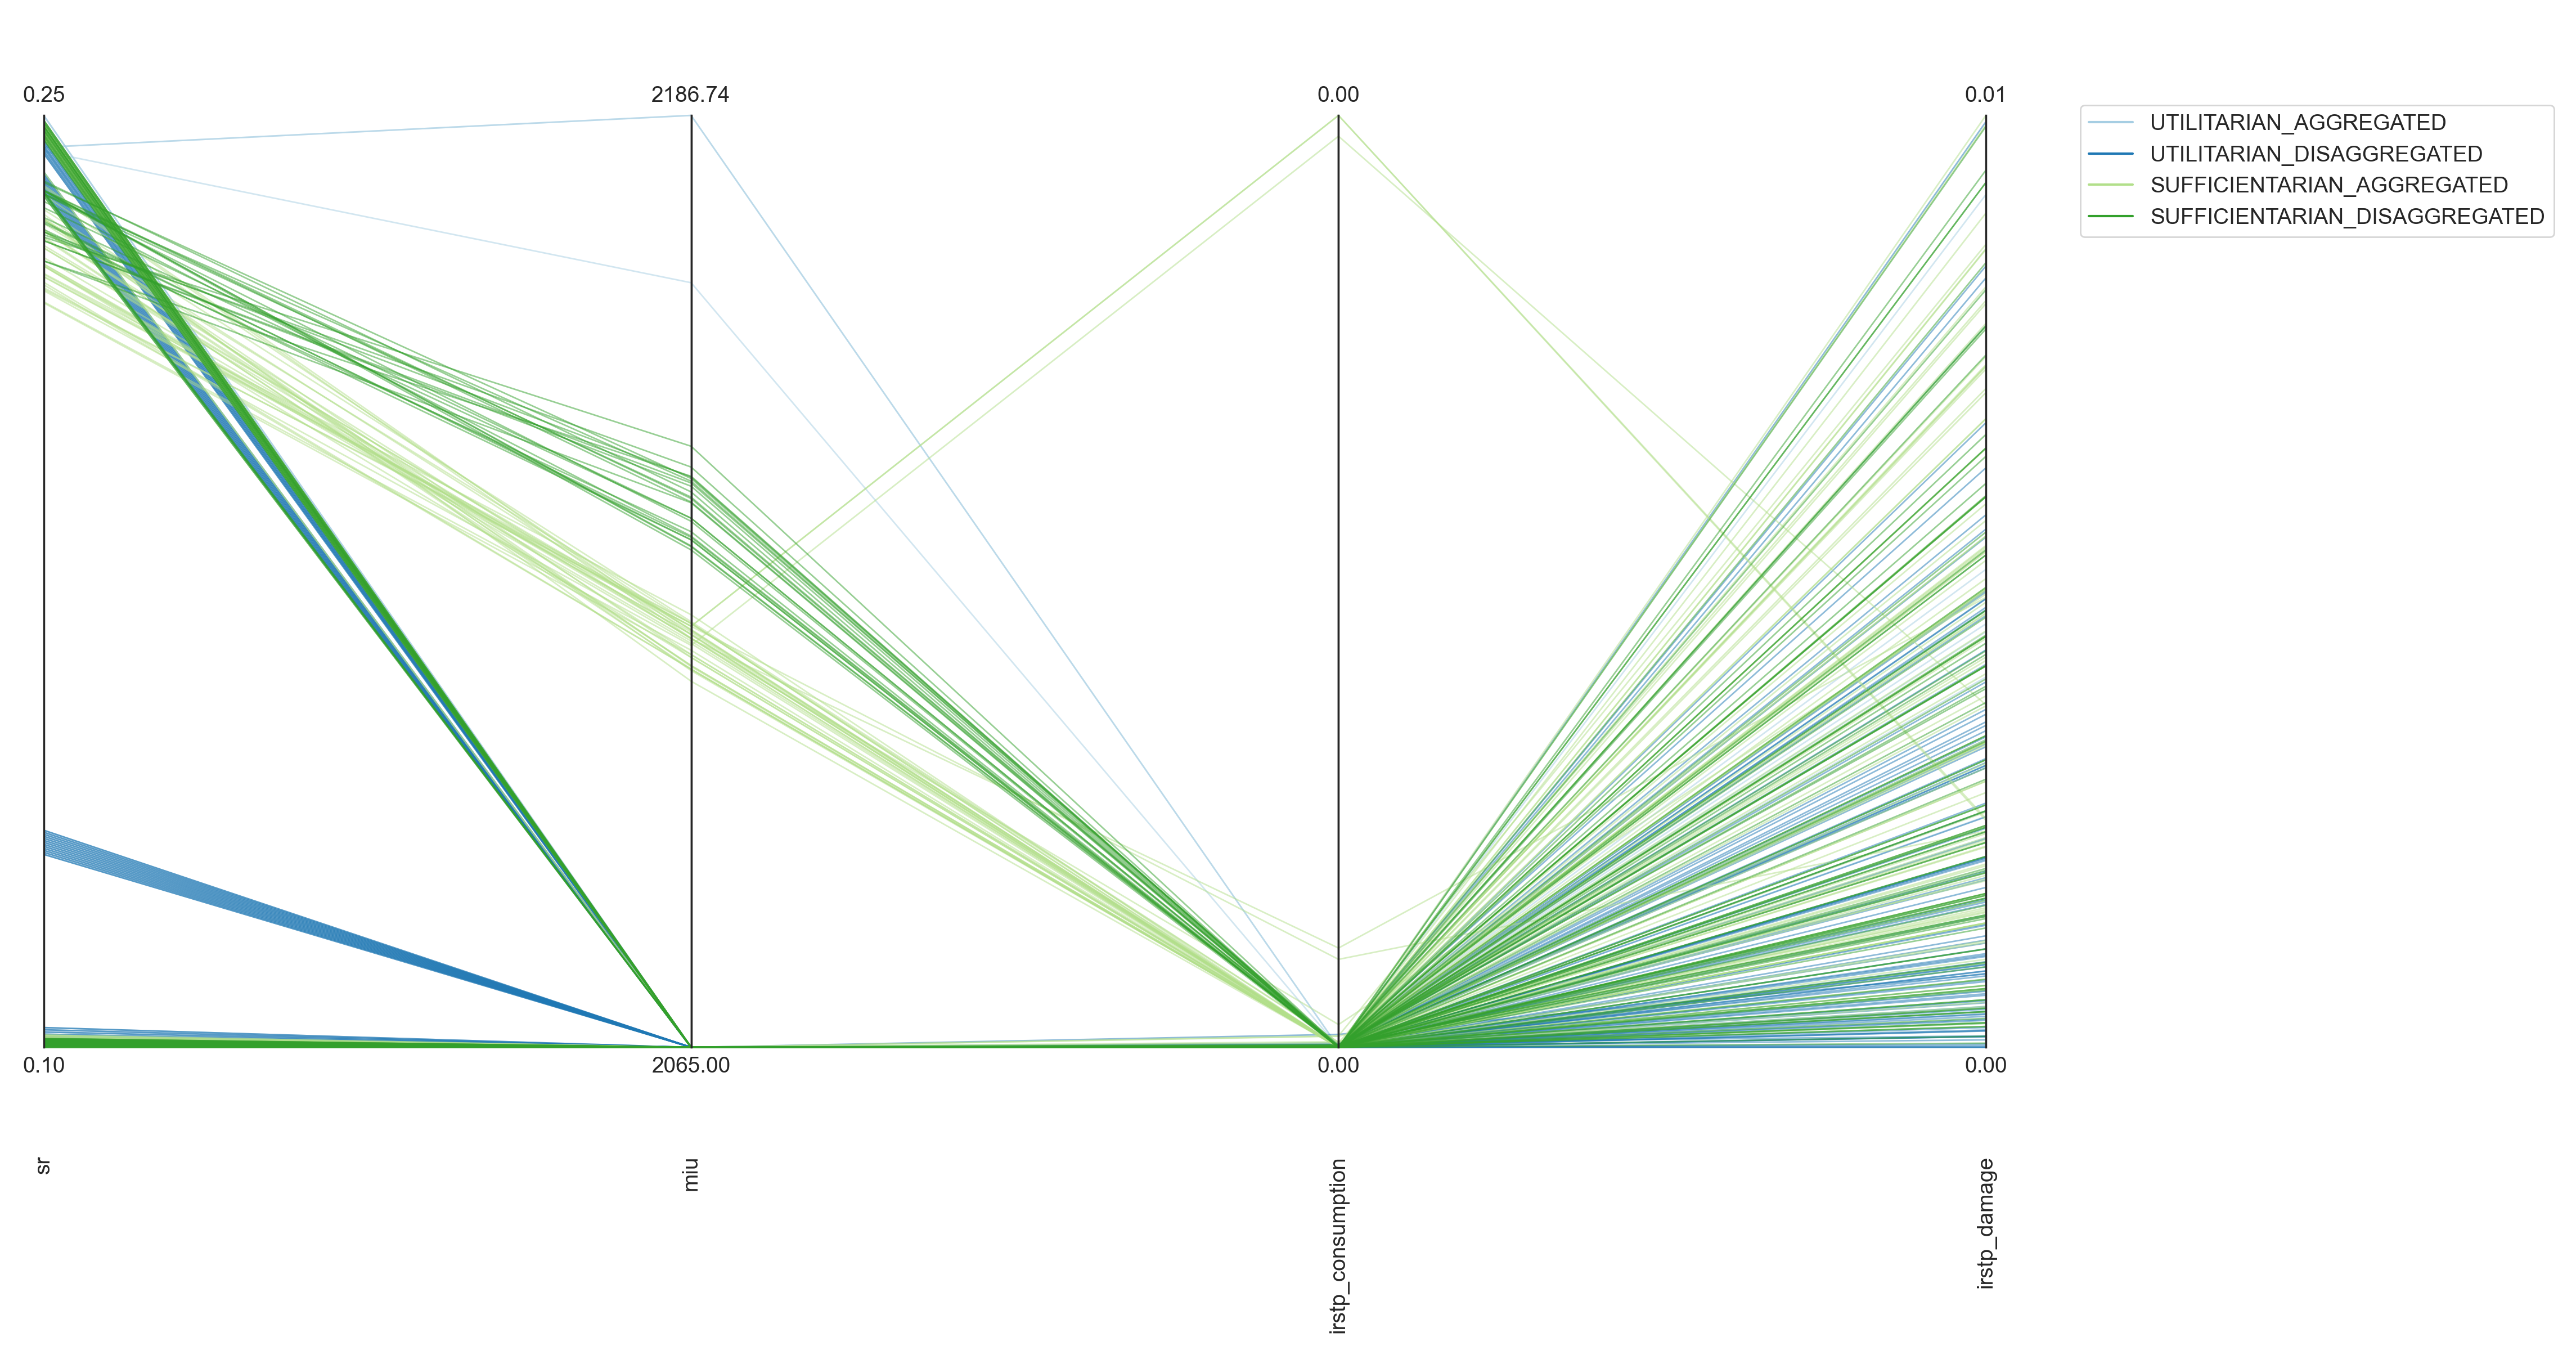 0.25
2186.74
0.00
0.01
UTILITARIAN_AGGREGATED
UTILITARIAN_DISAGGREGATED
SUFFICIENTARIAN_AGGREGATED
SUFFICIENTARIAN_DISAGGREGATED
0.10
2065.00
0.00
0.00
sr
miu
irstp_consumption
irstp_damage